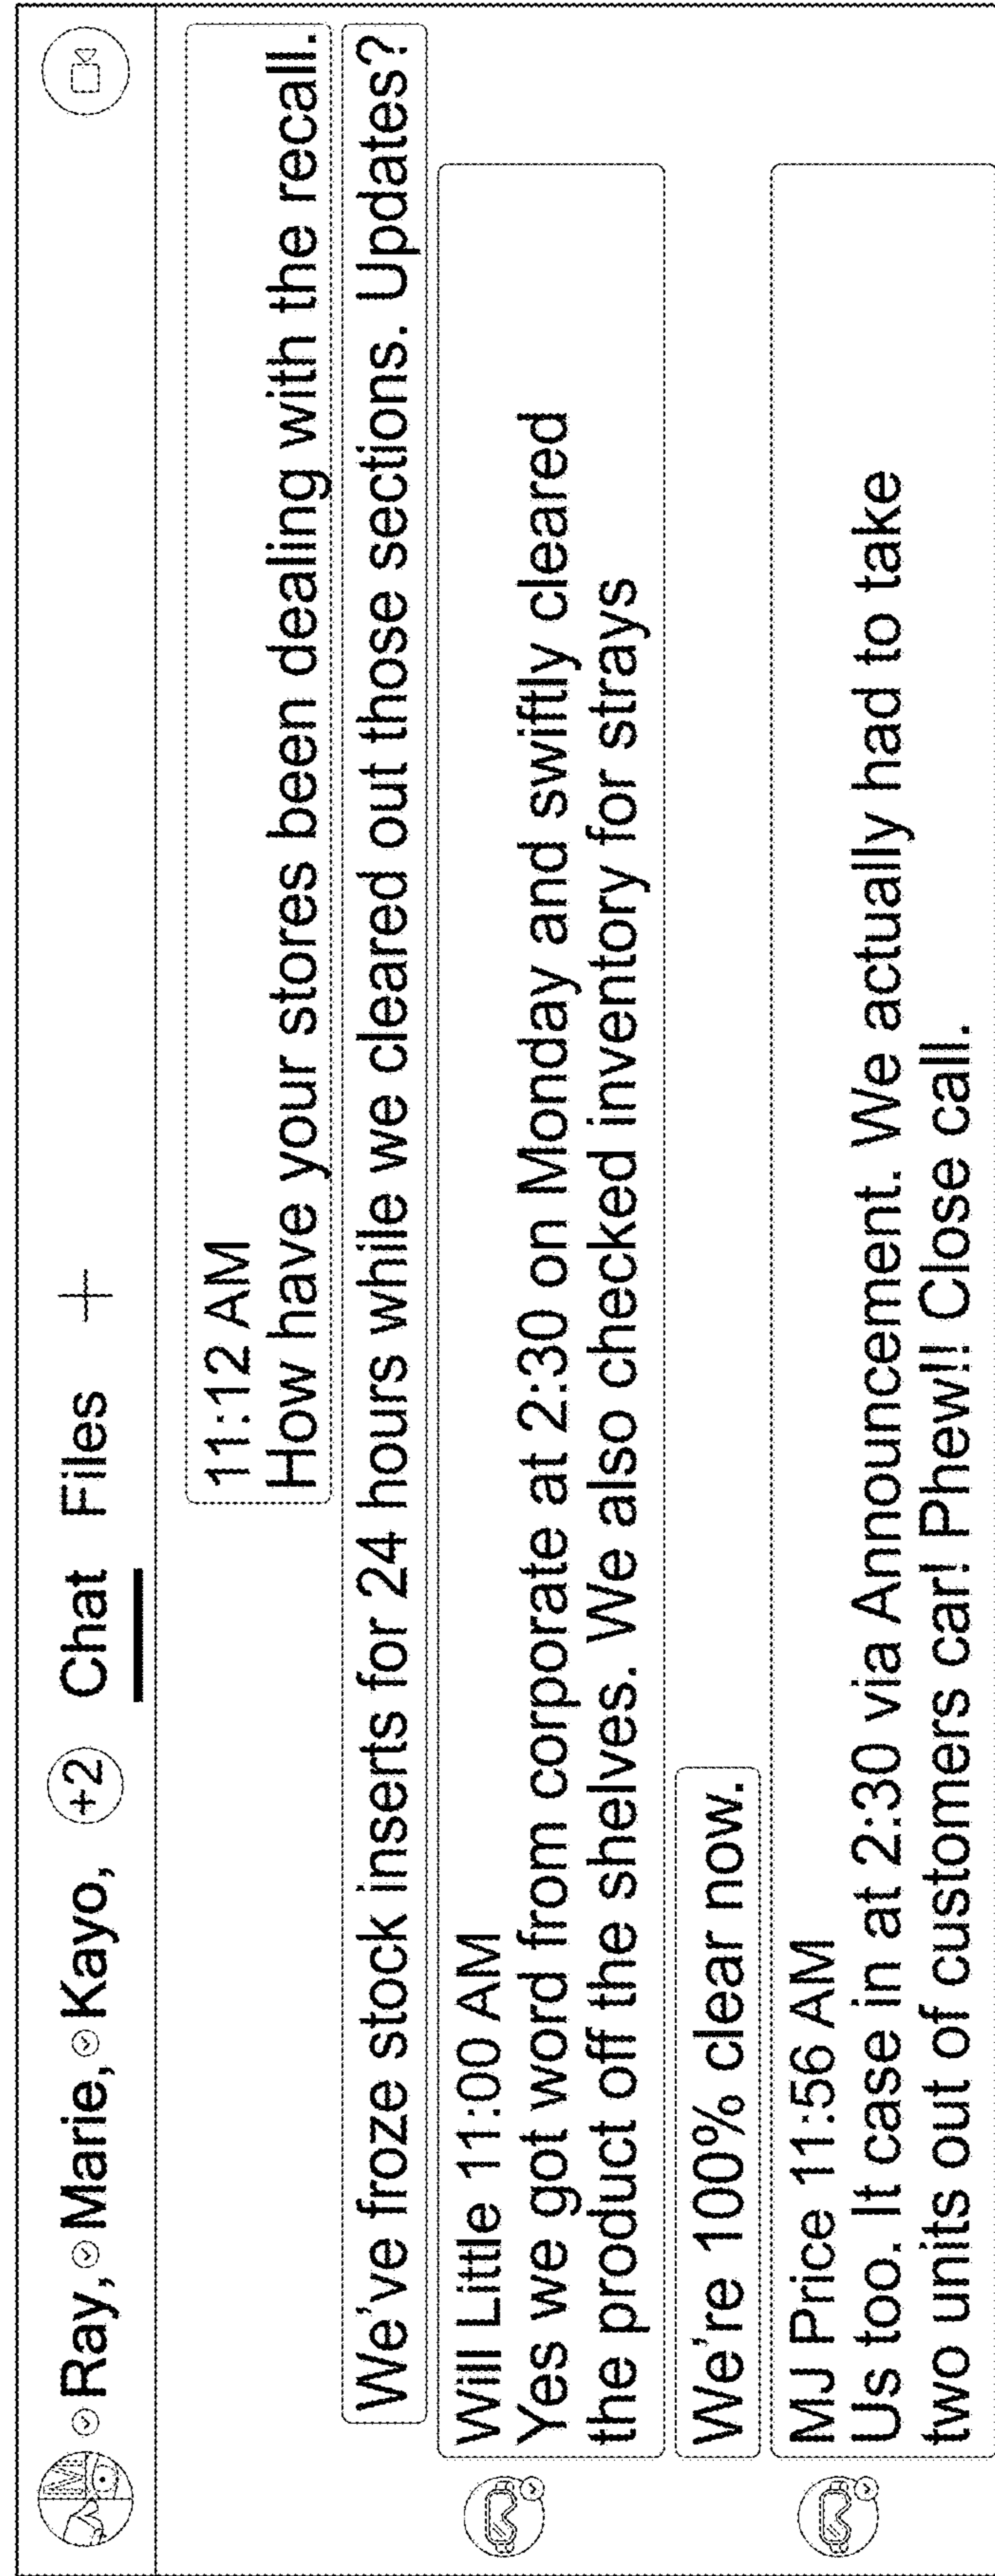 Ray, Marie, Kayo, +2 Chat Files +
11:12 AM
How have your stores been dealing with the recall.
We've froze stock inserts for 24 hours while we cleared out those sections. Updates?
Will Little 11:00 AM
Yes we got word from corporate at 2:30 on Monday and swiftly cleared
the product off the shelves. We also checked inventory for strays
We're 100% clear now.
MJ Price 11:56 AM
Us too. It case in at 2:30 via Announcement. We actually had to take
two units out of customers car! Phew!! Close call.